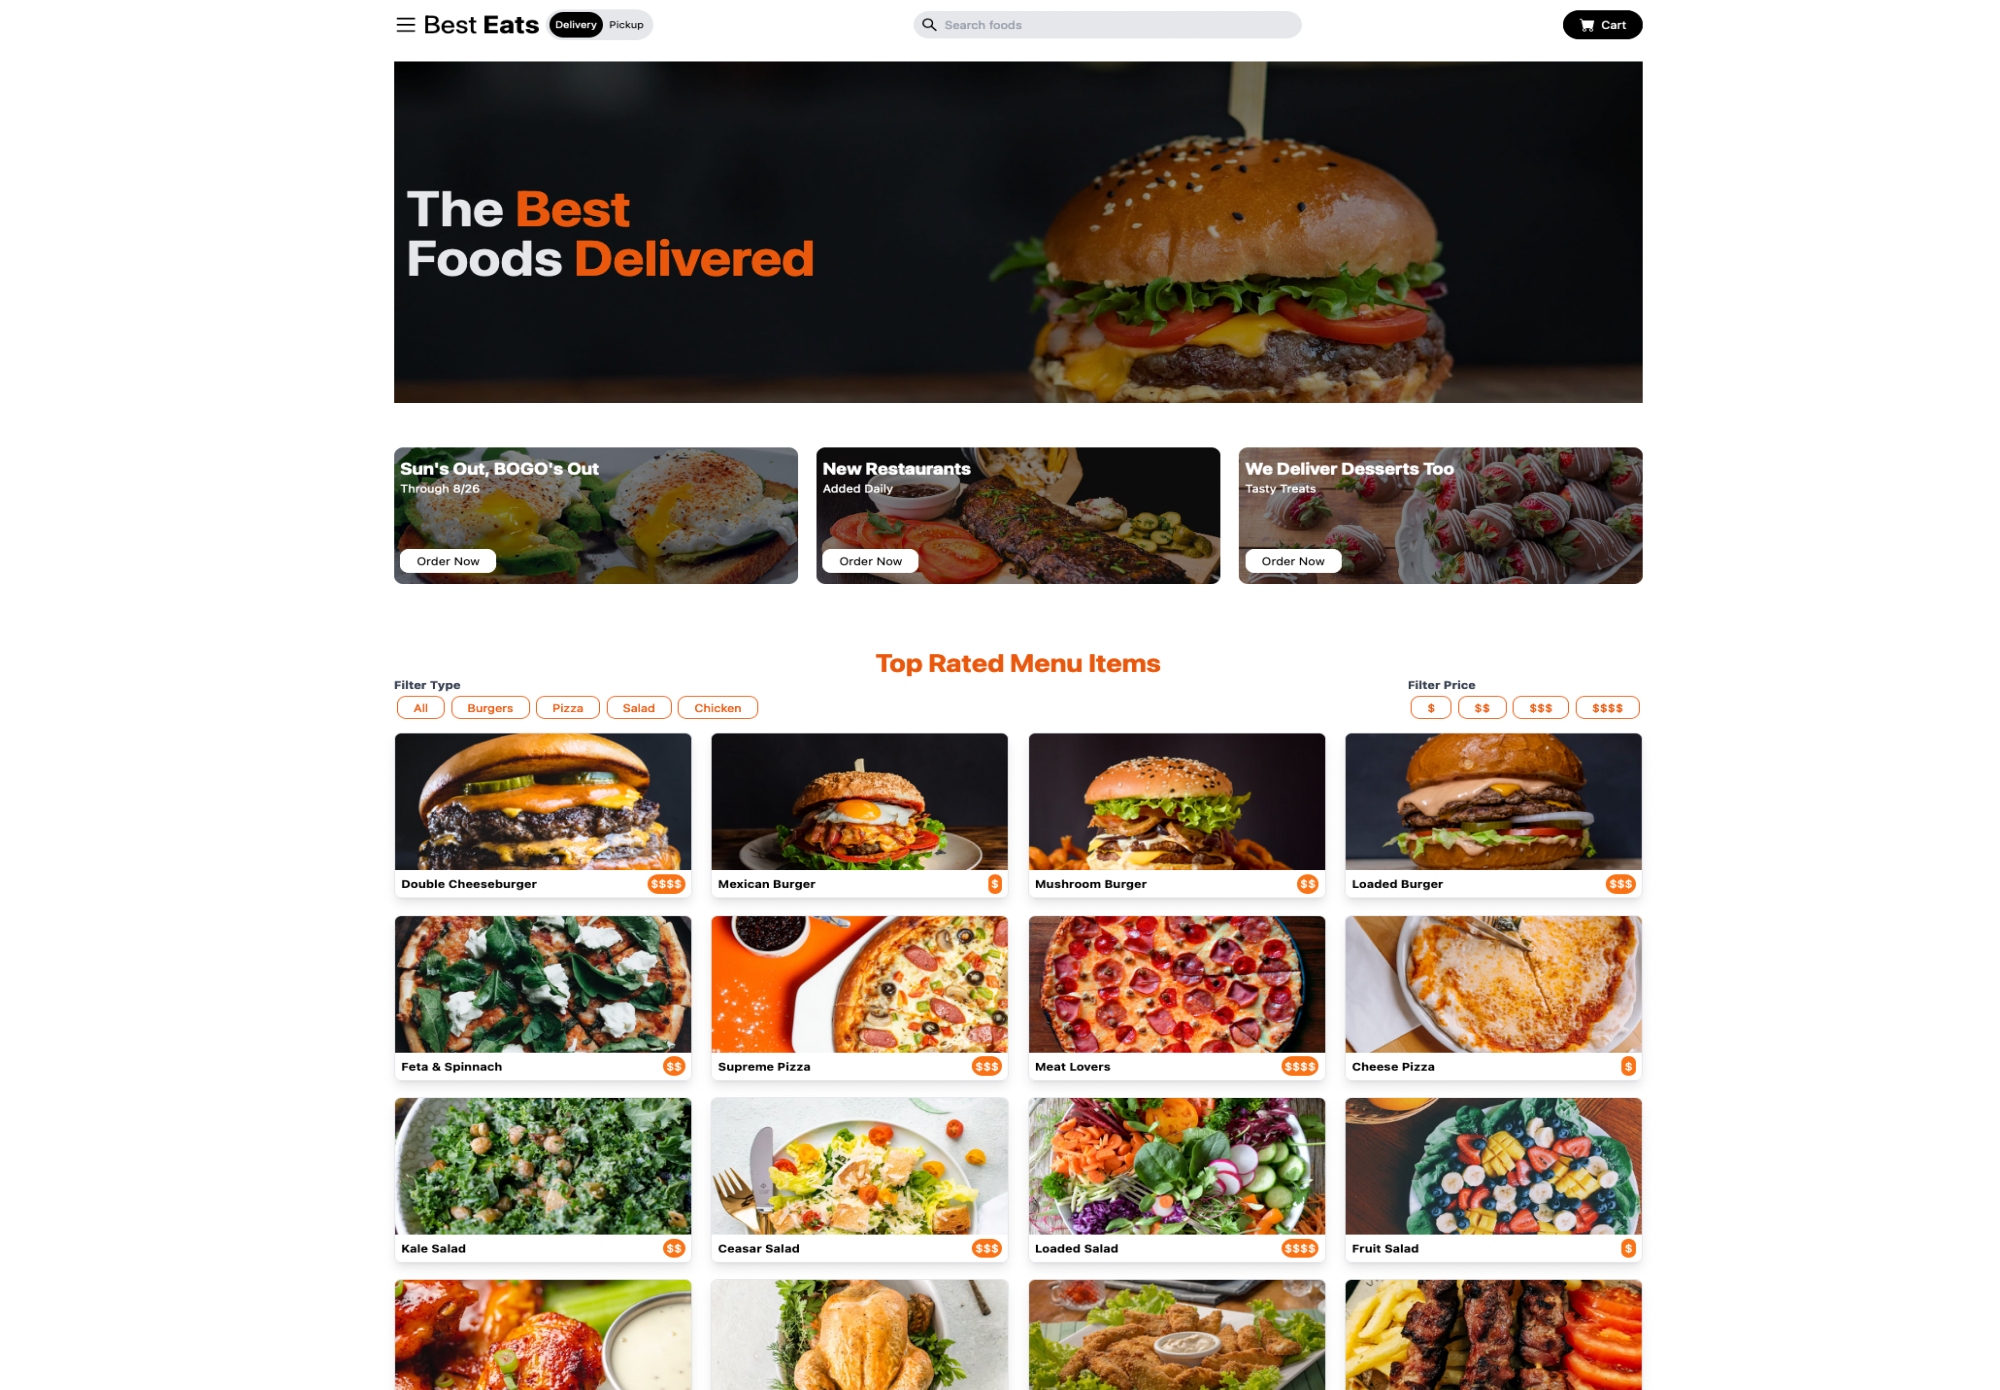 Best Eats Delivery Pickup Search foods Cart
The Best
Foods Delivered
Sun's Out, BOGO's Out
Through 8/26
Order Now
New Restaurants
Added Daily
Order Now
We Deliver Desserts Too
Tasty Treats
Order Now
Top Rated Menu Items
Filter Type
All Burgers Pizza Salad Chicken
Filter Price
$ $$ $$$ $$$$
Double Cheeseburger $$$$
Mexican Burger $
Mushroom Burger $$
Loaded Burger $$$
Feta & Spinnach $$
Supreme Pizza $$$
Meat Lovers $$$$
Cheese Pizza $
Kale Salad $$
Ceasar Salad $$$
Loaded Salad $$$$
Fruit Salad $